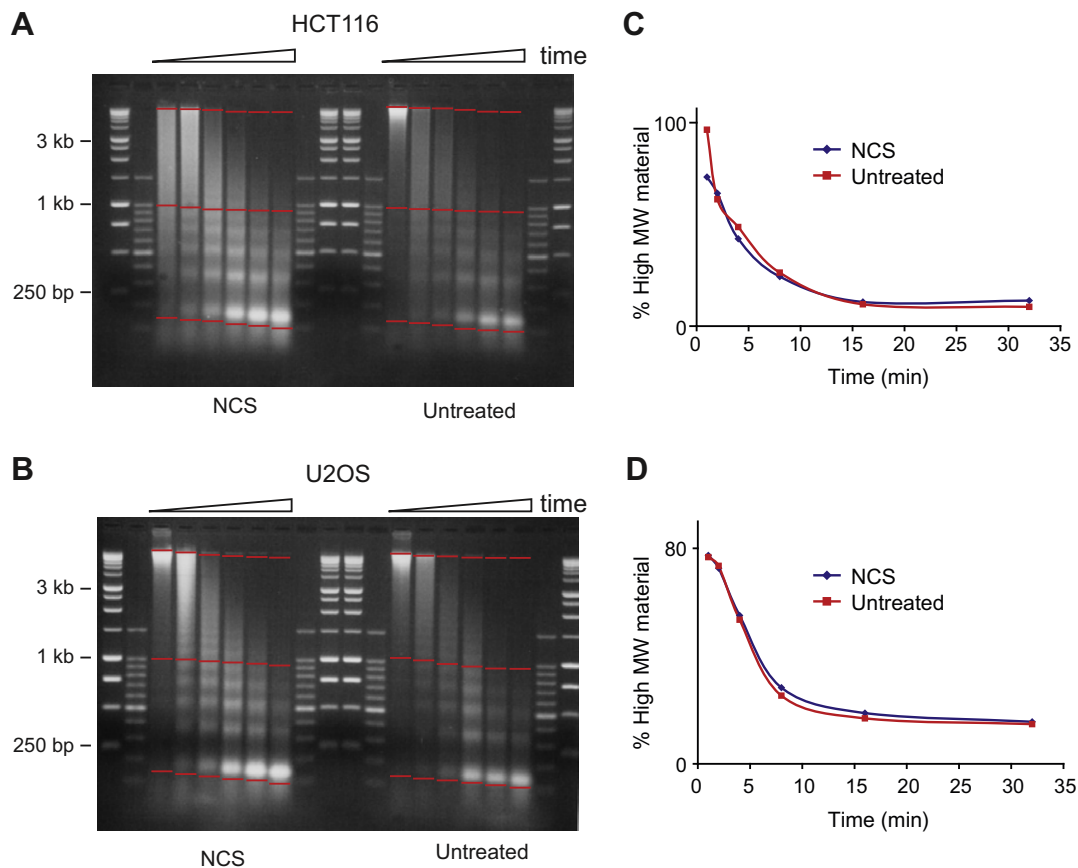 A
HCT116
time
3 kb
1 kb
250 bp
NCS
Untreated
B
U2OS
time
3 kb
1 kb
250 bp
NCS
Untreated
C
100
0
% High MW material
NCS
Untreated
0 5 10 15 20 25 30 35
Time (min)
D
80
0
% High MW material
NCS
Untreated
0 5 10 15 20 25 30 35
Time (min)